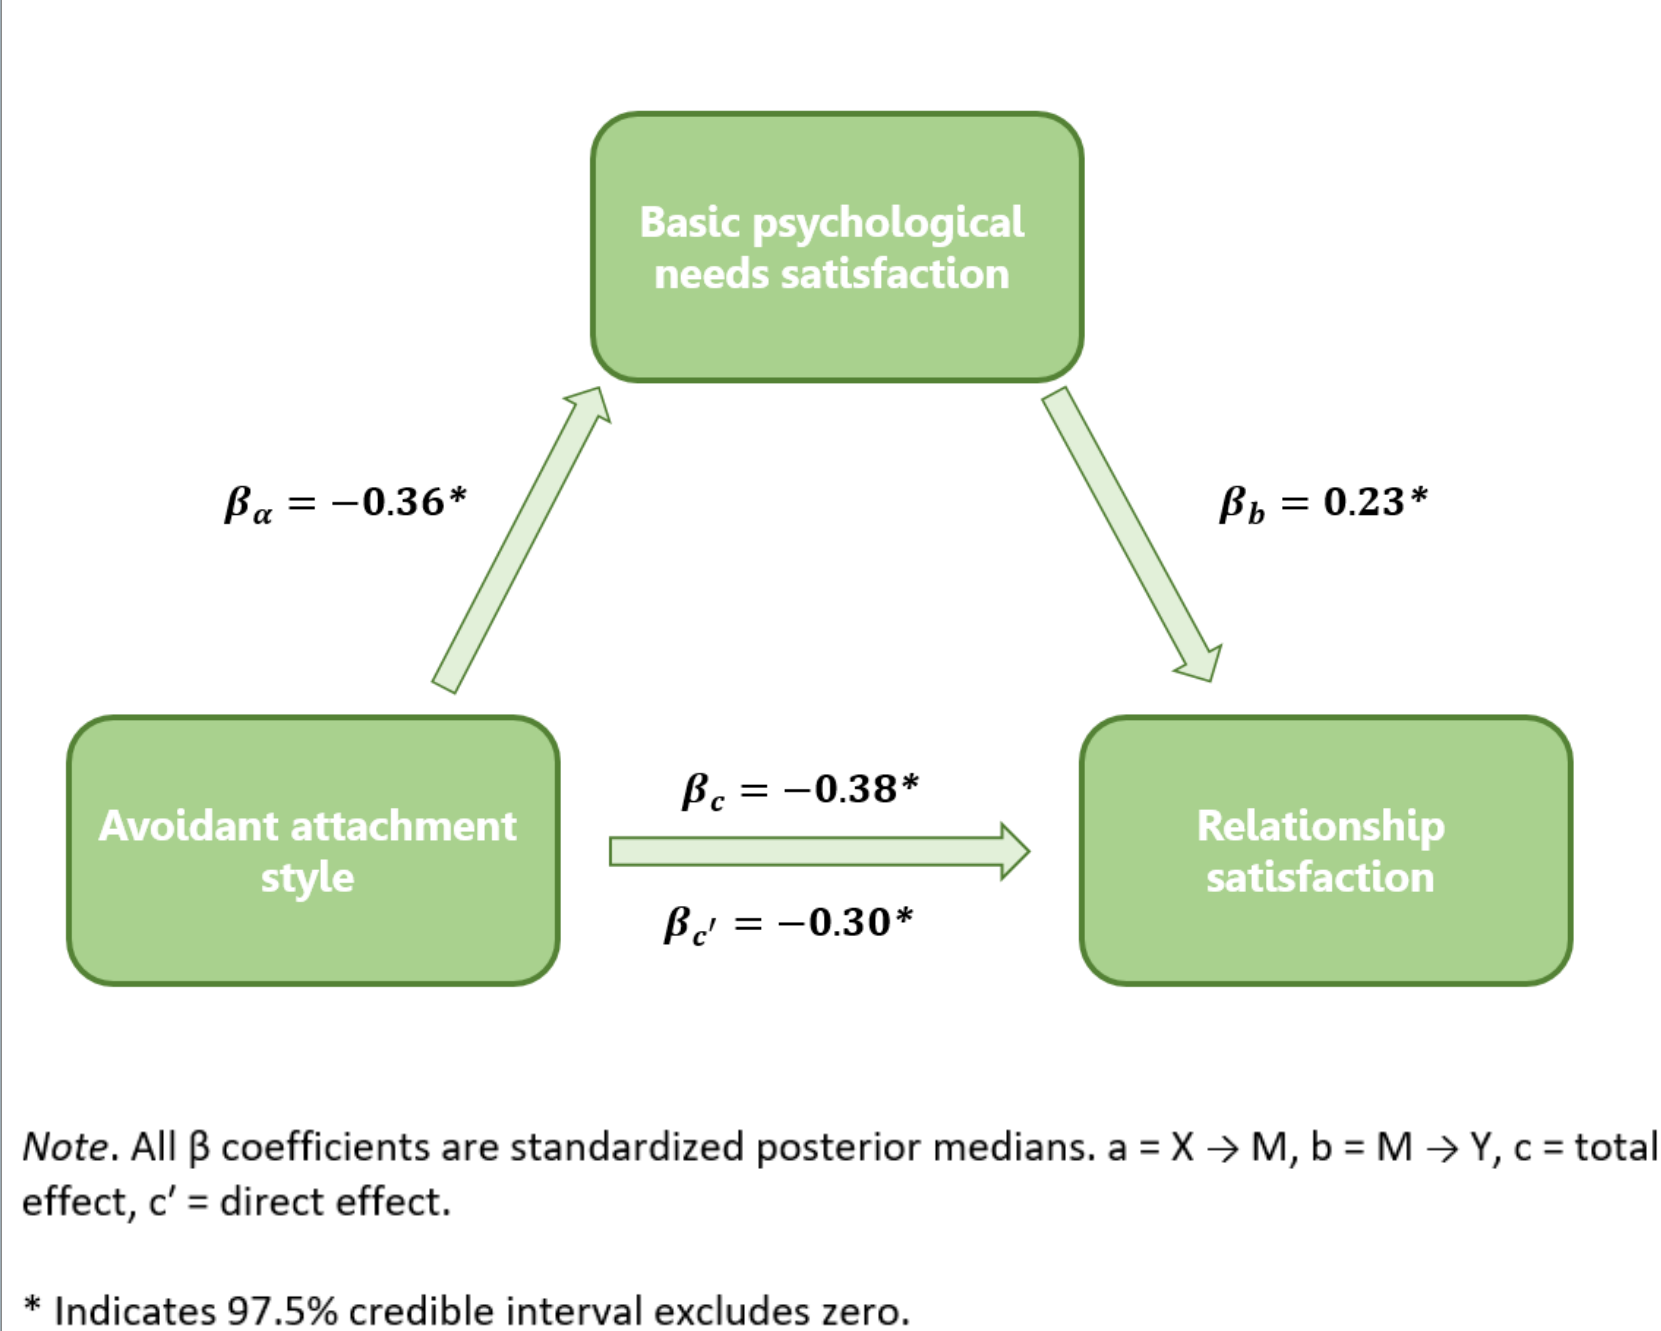 Basic psychological
needs satisfaction
βα = −0.36*
βb = 0.23*
Avoidant attachment
style
βc = −0.38*
βc′ = −0.30*
Relationship
satisfaction
Note. All β coefficients are standardized posterior medians. a = X → M, b = M → Y, c = total
effect, c′ = direct effect.
* Indicates 97.5% credible interval excludes zero.